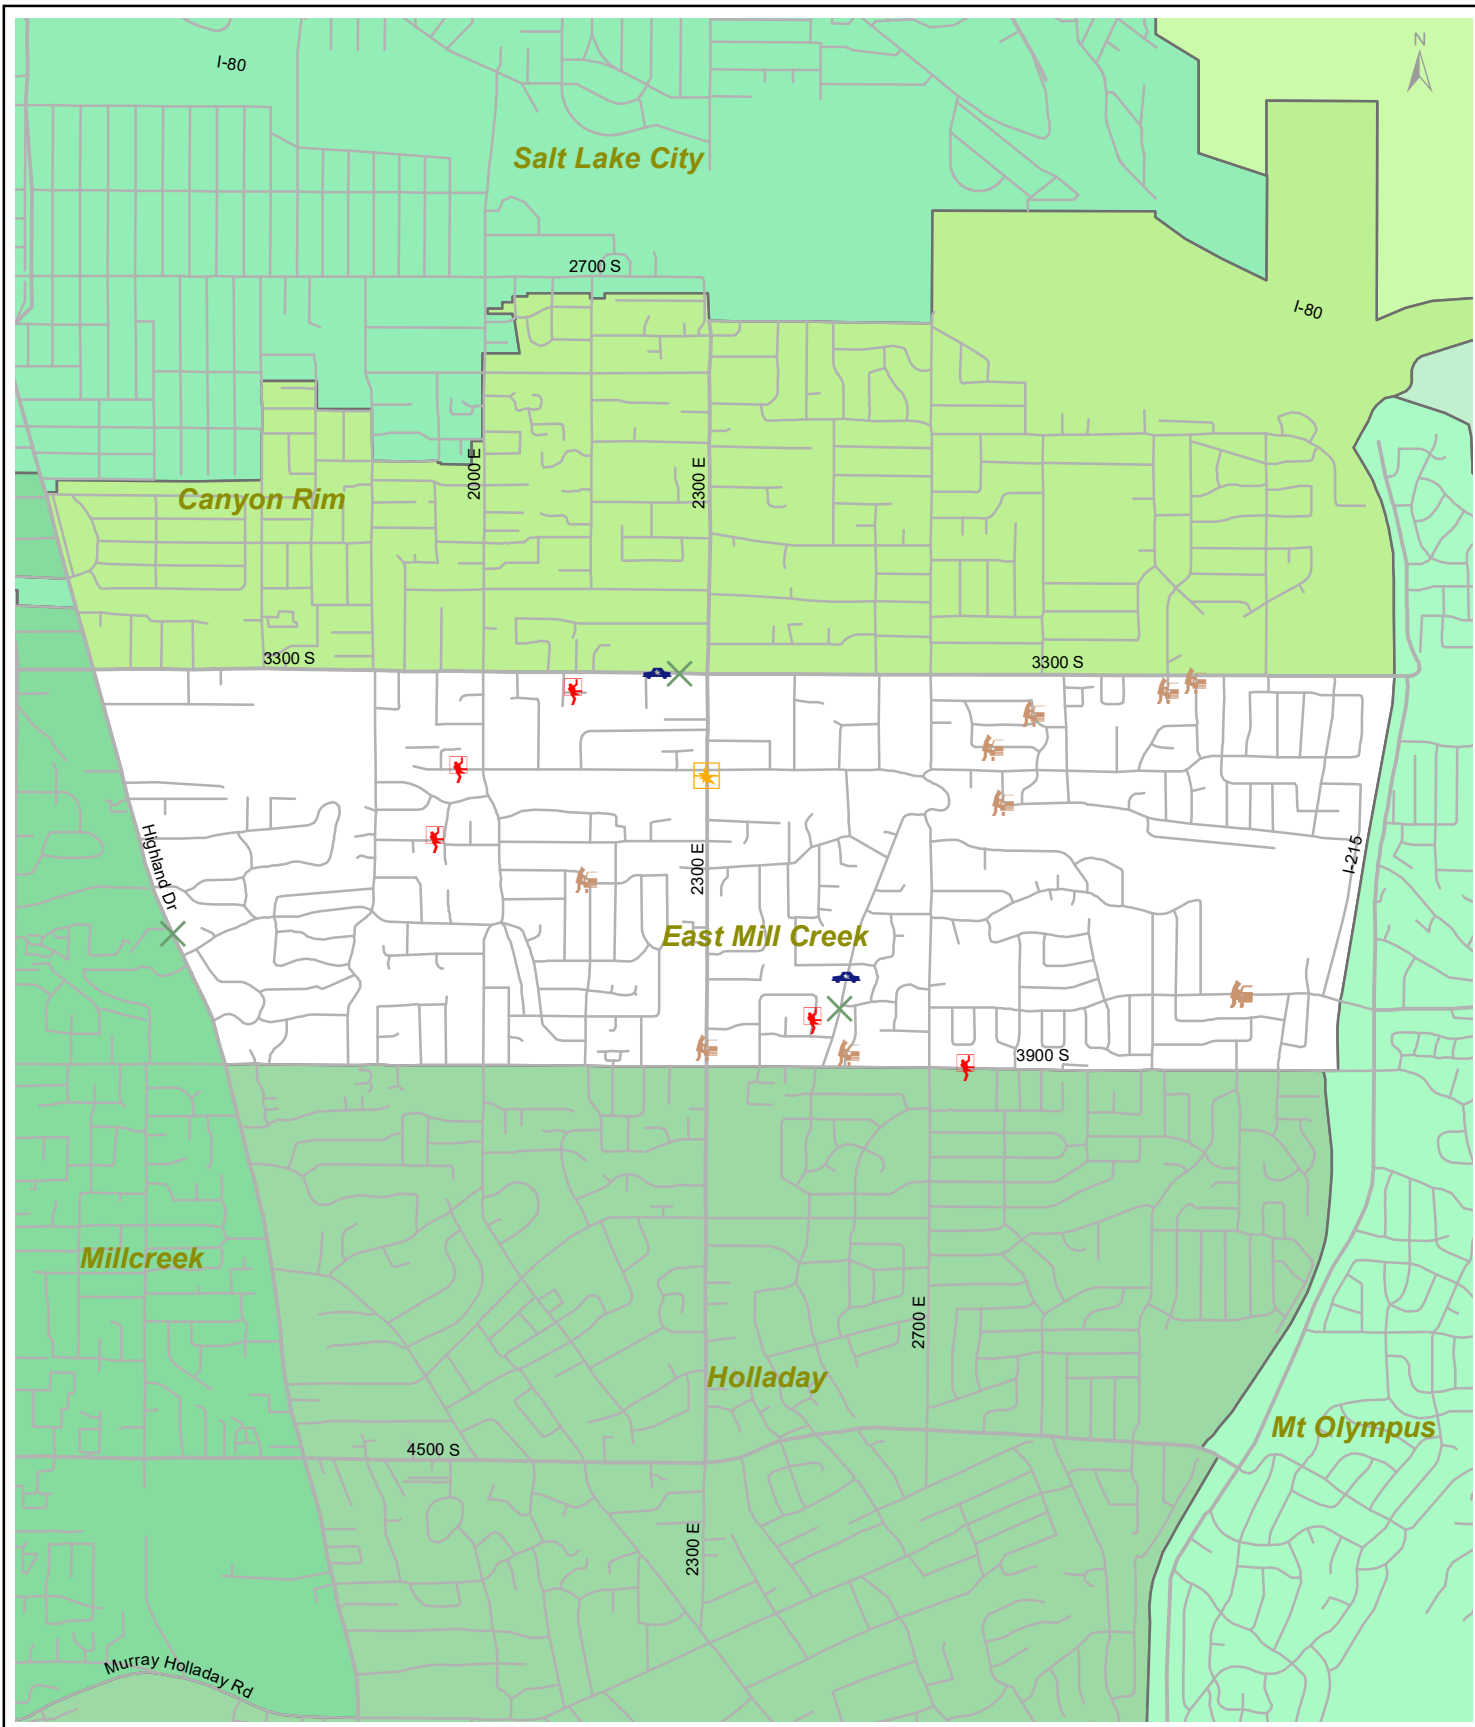 N
I-80
Salt Lake City
2700 S
I-80
2000 E
2300 E
Canyon Rim
3300 S
3300 S
Highland Dr
2300 E
I-215
East Mill Creek
3900 S
Millcreek
2700 E
Holladay
Mt Olympus
4500 S
2300 E
Murray Holladay Rd